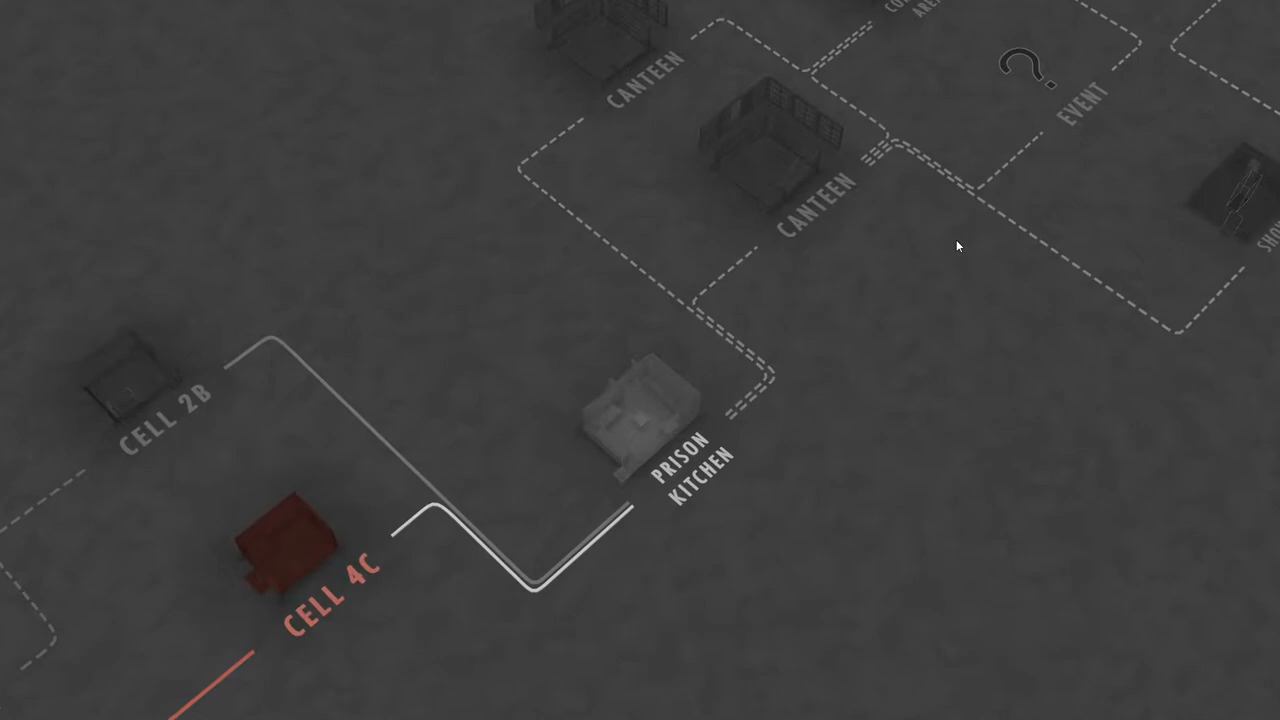 CANTEEN
EVENT
CANTEEN
CELL 2B
PRISON
KITCHEN
CELL 4C